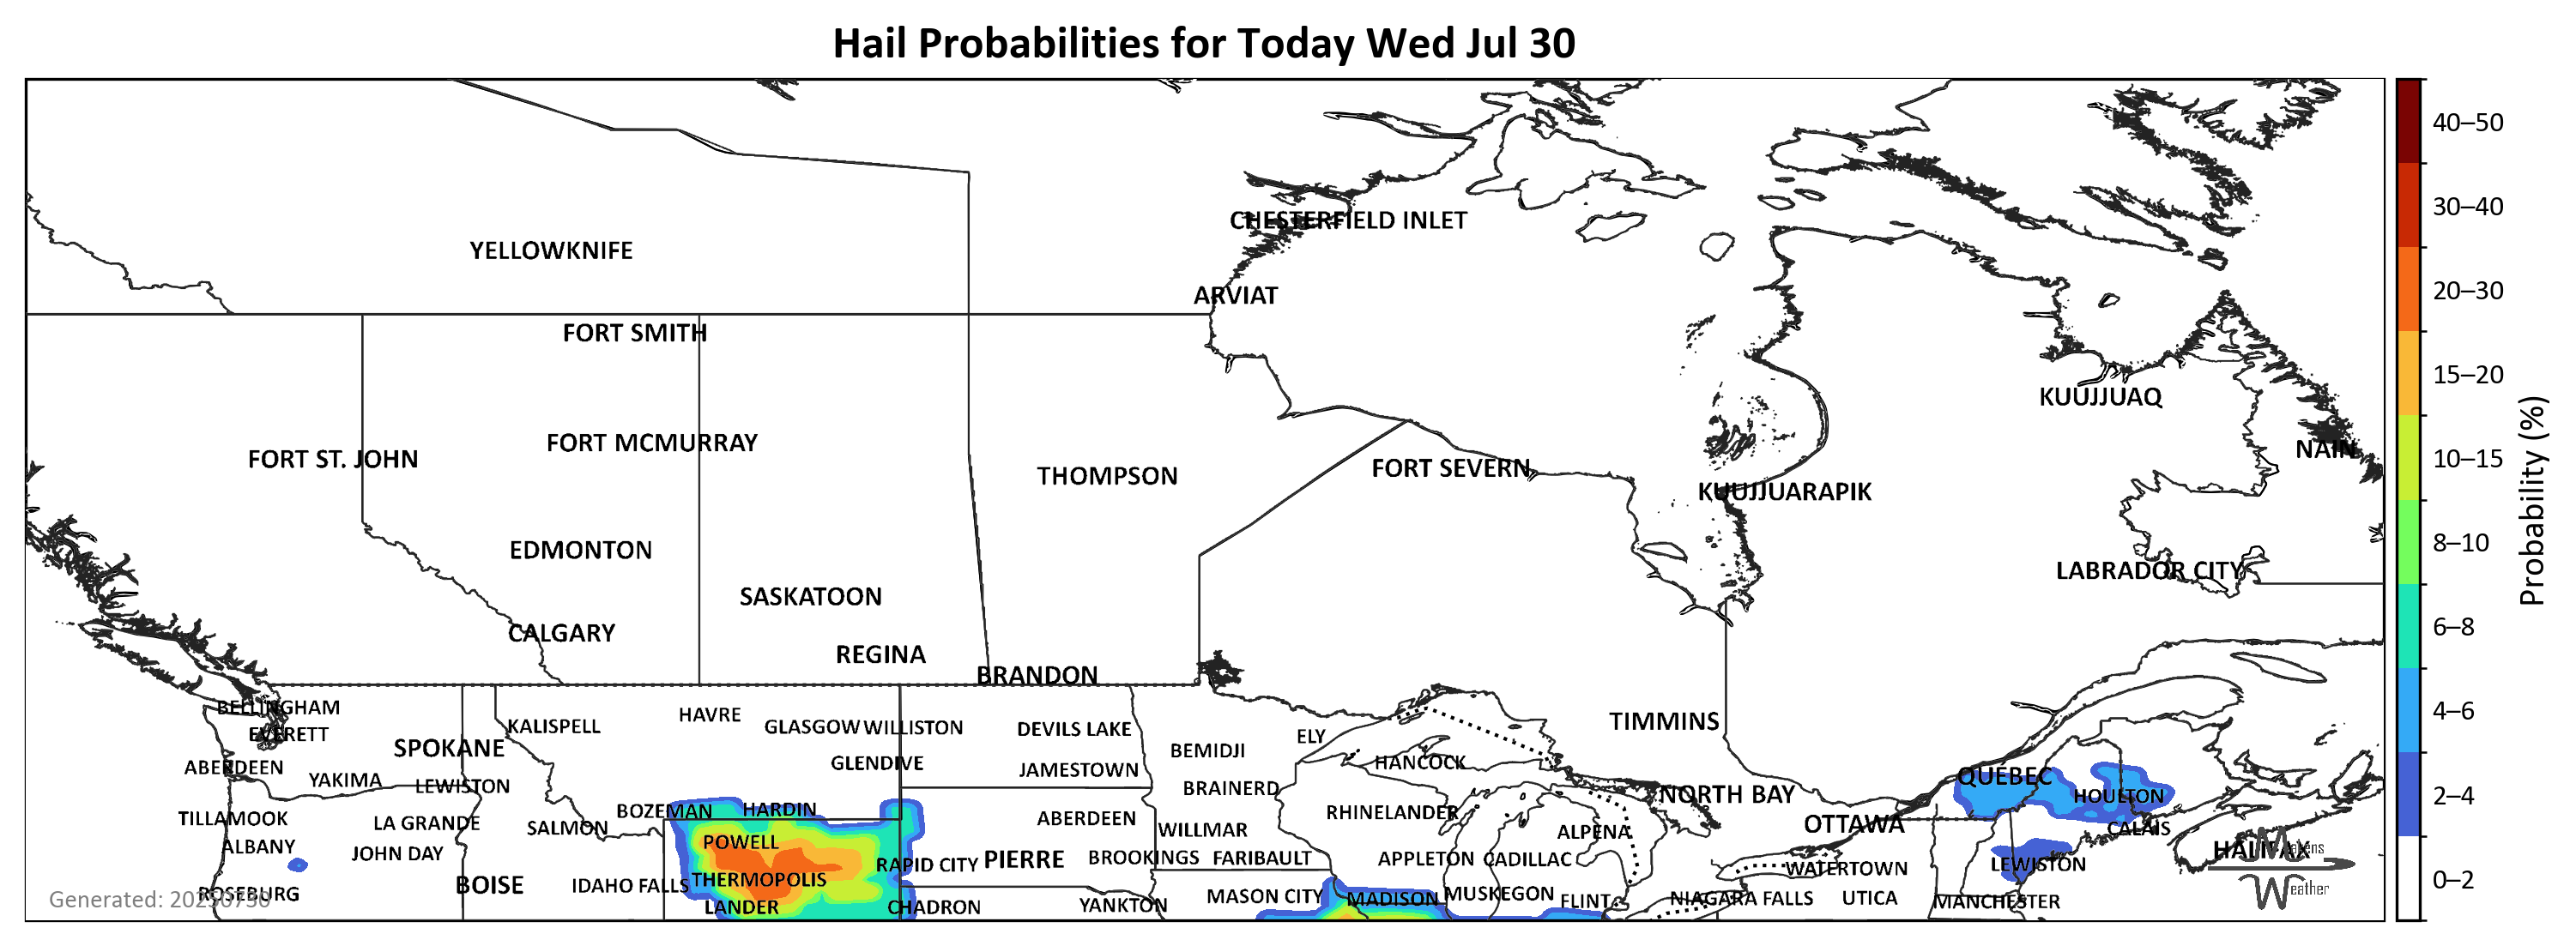 Hail Probabilities for Today Wed Jul 30
40–50
30–40
20–30
15–20
10–15
8–10
6–8
4–6
2–4
0–2
Probability (%)
CHESTERFIELD INLET
YELLOWKNIFE
ARVIAT
FORT SMITH
KUUJJUAQ
FORT MCMURRAY
NAIN
FORT ST. JOHN
FORT SEVERN
THOMPSON
KUUJJUARAPIK
EDMONTON
LABRADOR CITY
SASKATOON
CALGARY
REGINA
BRANDON
BELLINGHAM
HAVRE
TIMMINS
KALISPELL
GLASGOW
WILLISTON
DEVILS LAKE
EVERETT
ELY
SPOKANE
BEMIDJI
GLENDIVE
HANCOCK
ABERDEEN
JAMESTOWN
QUÉBEC
YAKIMA
LEWISTON
BRAINERD
NORTH BAY
HOULTON
BOZEMAN
HARDIN
RHINELANDER
TILLAMOOK
LA GRANDE
SALMON
ABERDEEN
WILLMAR
ALPENA
OTTAWA
CALAIS
ALBANY
JOHN DAY
POWELL
RAPID CITY
PIERRE
BROOKINGS
FARIBAULT
APPLETON
CADILLAC
WATERTOWN
LEWISTON
HALIFAX
BOISE
IDAHO FALLS
THERMOPOLIS
ROSEBURG
MASON CITY
MADISON
MUSKEGON
FLINT
NIAGARA FALLS
UTICA
MANCHESTER
LANDER
CHADRON
YANKTON
Generated: 20250730
Weather